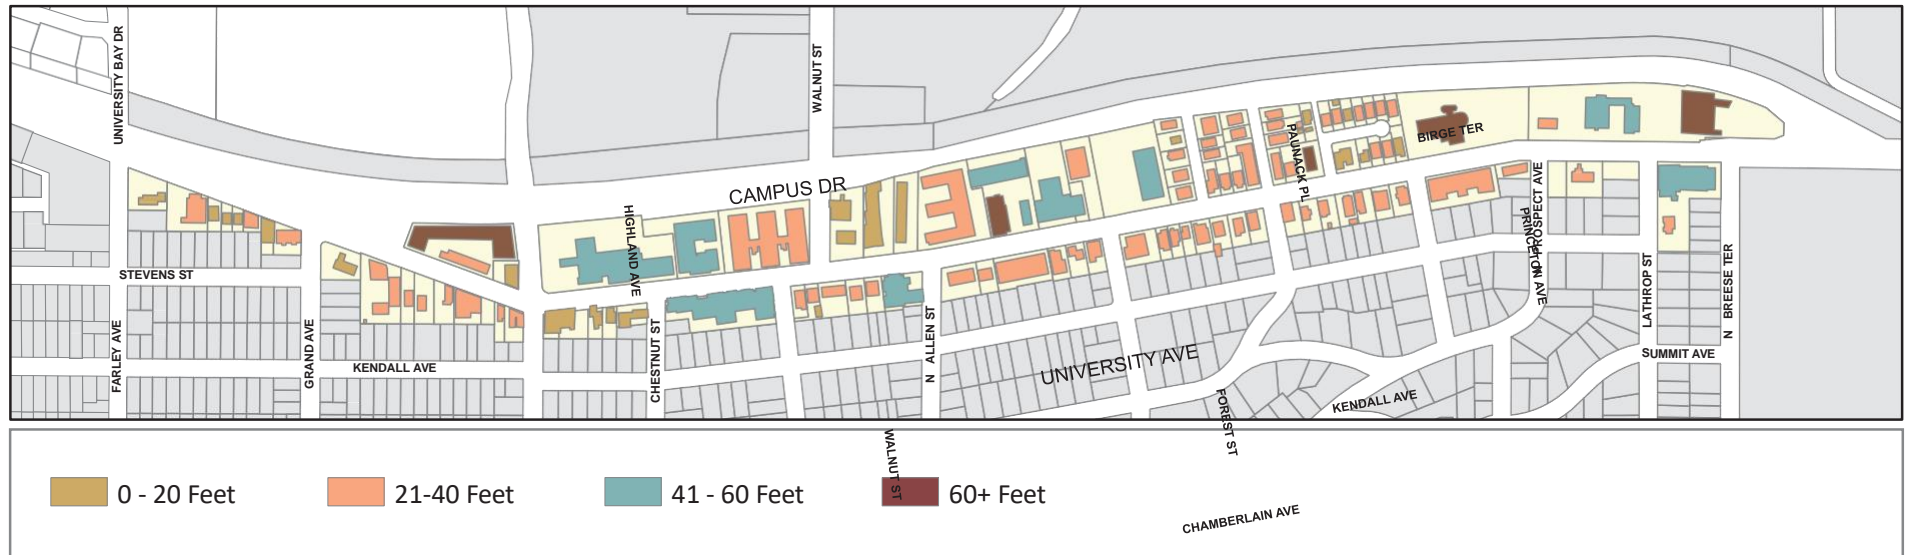 UNIVERSITY BAY DR
WALNUT ST
PAUNACK PL
BIRGE TER
CAMPUS DR
HIGHLAND AVE
PRINCETON AVE
PROSPECT AVE
STEVENS ST
LATHROP ST
N BREESE TER
FARLEY AVE
GRAND AVE
KENDALL AVE
CHESTNUT ST
N ALLEN ST
UNIVERSITY AVE
SUMMIT AVE
FOREST ST
KENDALL AVE
WALNUT ST
0 - 20 Feet
21-40 Feet
41 - 60 Feet
60+ Feet
CHAMBERLAIN AVE